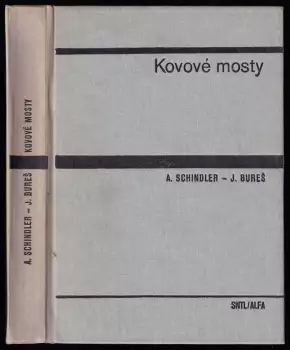 Kovové mosty
A. SCHINDLER – J. BUREŠ
SNTL/ALFA
A. SCHINDLER – J. BUREŠ KOVOVÉ MOSTY